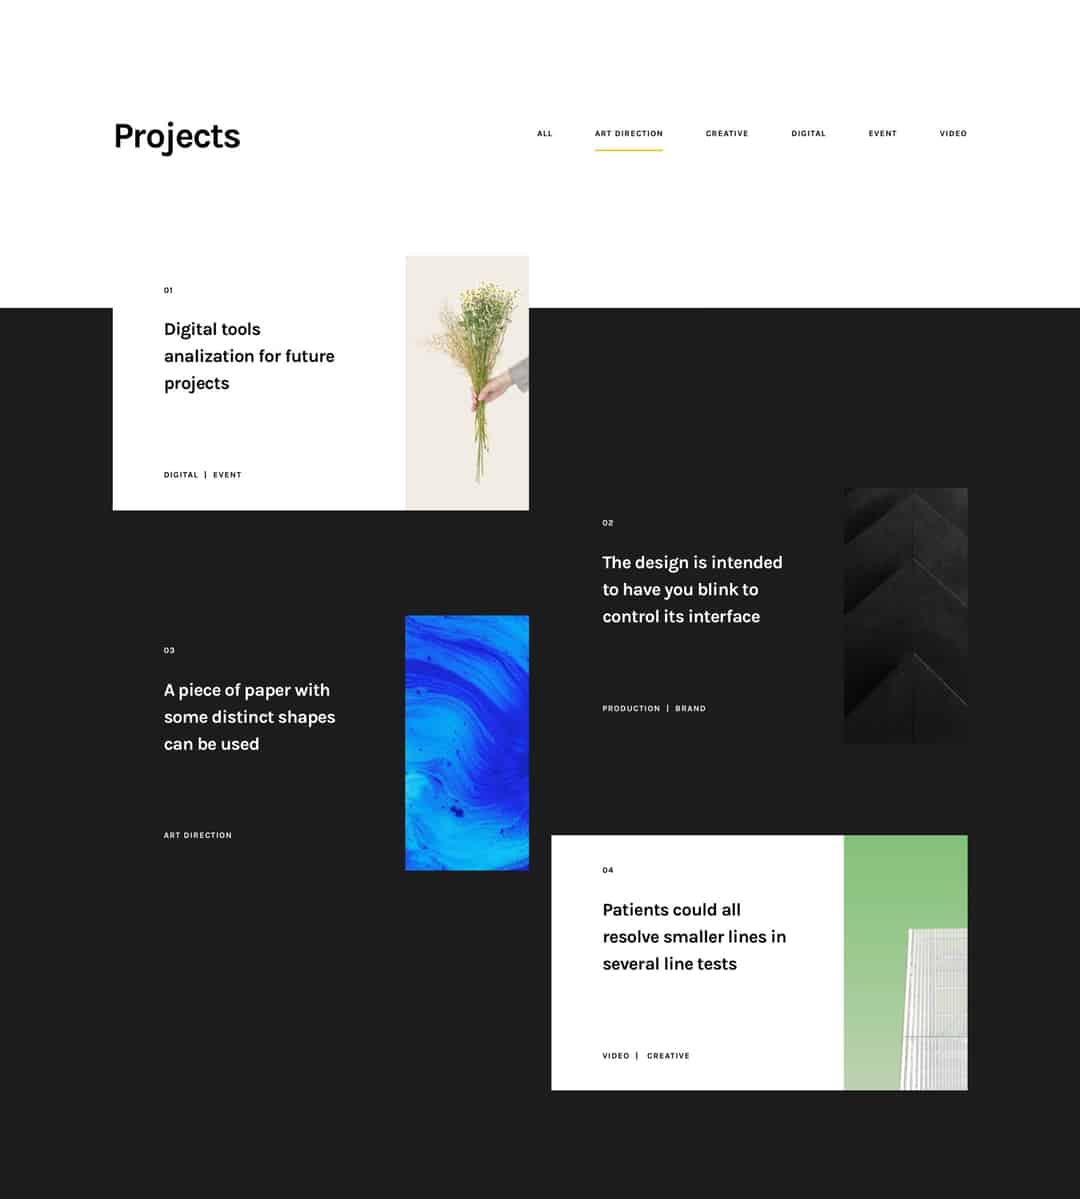 Projects
ALL ART DIRECTION CREATIVE DIGITAL EVENT VIDEO
01
Digital tools
analization for future
projects
DIGITAL | EVENT
02
The design is intended
to have you blink to
control its interface
PRODUCTION | BRAND
03
A piece of paper with
some distinct shapes
can be used
ART DIRECTION
04
Patients could all
resolve smaller lines in
several line tests
VIDEO | CREATIVE